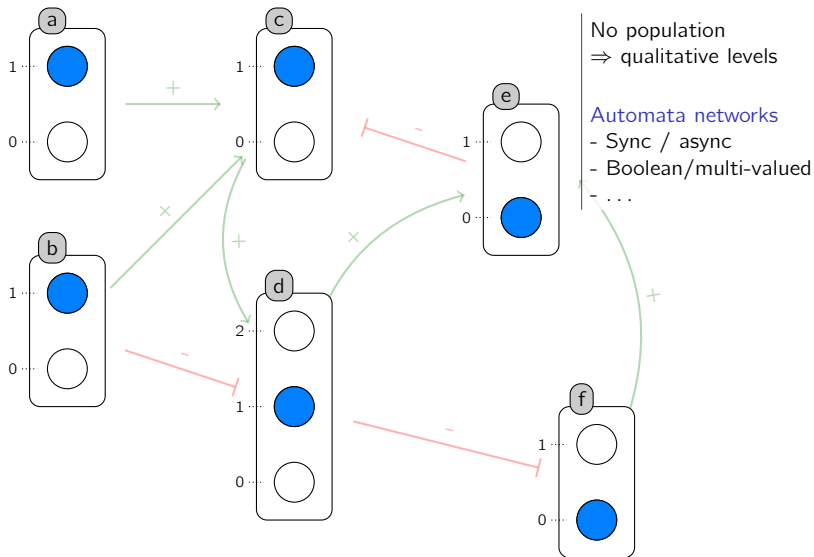 a
1
0
+
c
1
0
No population
⇒ qualitative levels
Automata networks
- Sync / async
- Boolean/multi-valued
- ...
e
1
0
-
×
b
1
0
-
+
d
2
1
0
×
-
+
f
1
0